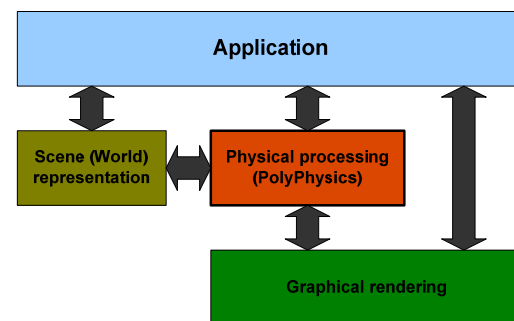 Application
Scene (World)
representation
Physical processing
(PolyPhysics)
Graphical rendering